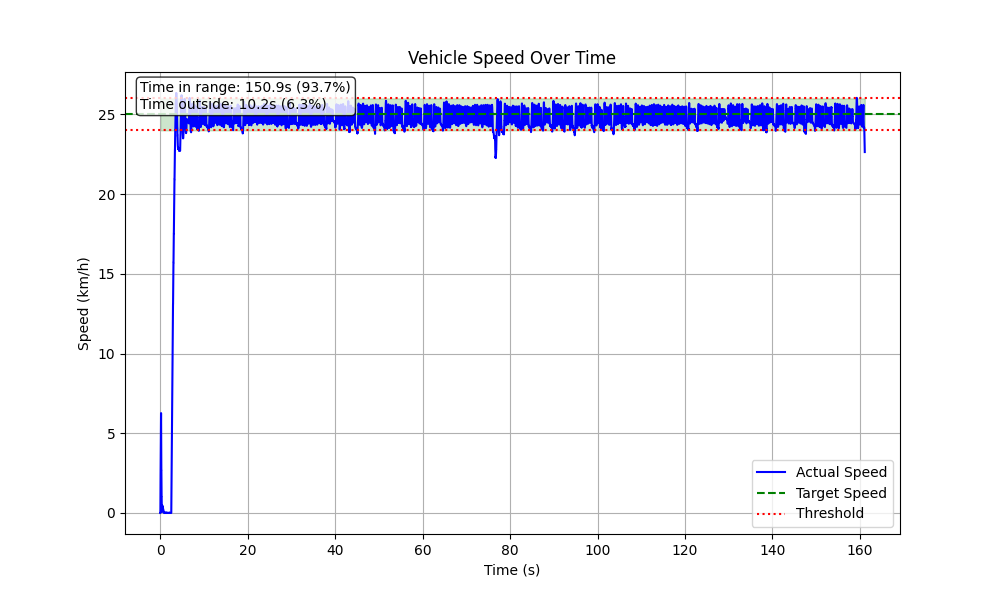 Vehicle Speed Over Time
Time in range: 150.9s (93.7%)
Time outside: 10.2s (6.3%)
25
20
15
10
5
0
Speed (km/h)
Actual Speed
Target Speed
Threshold
0 20 40 60 80 100 120 140 160
Time (s)